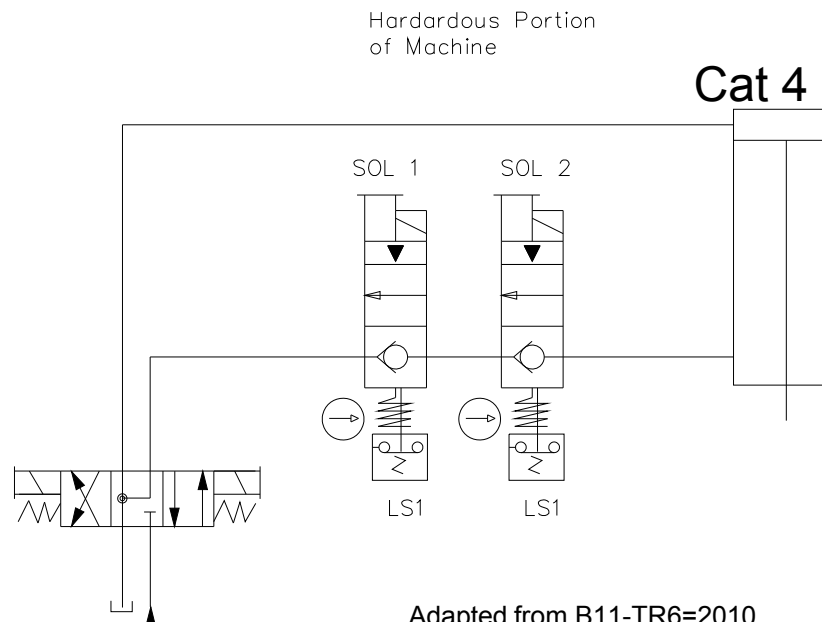 Hardardous Portion
of Machine
Cat 4
SOL 1
SOL 2
LS1
LS1
Adapted from B11-TR6=2010